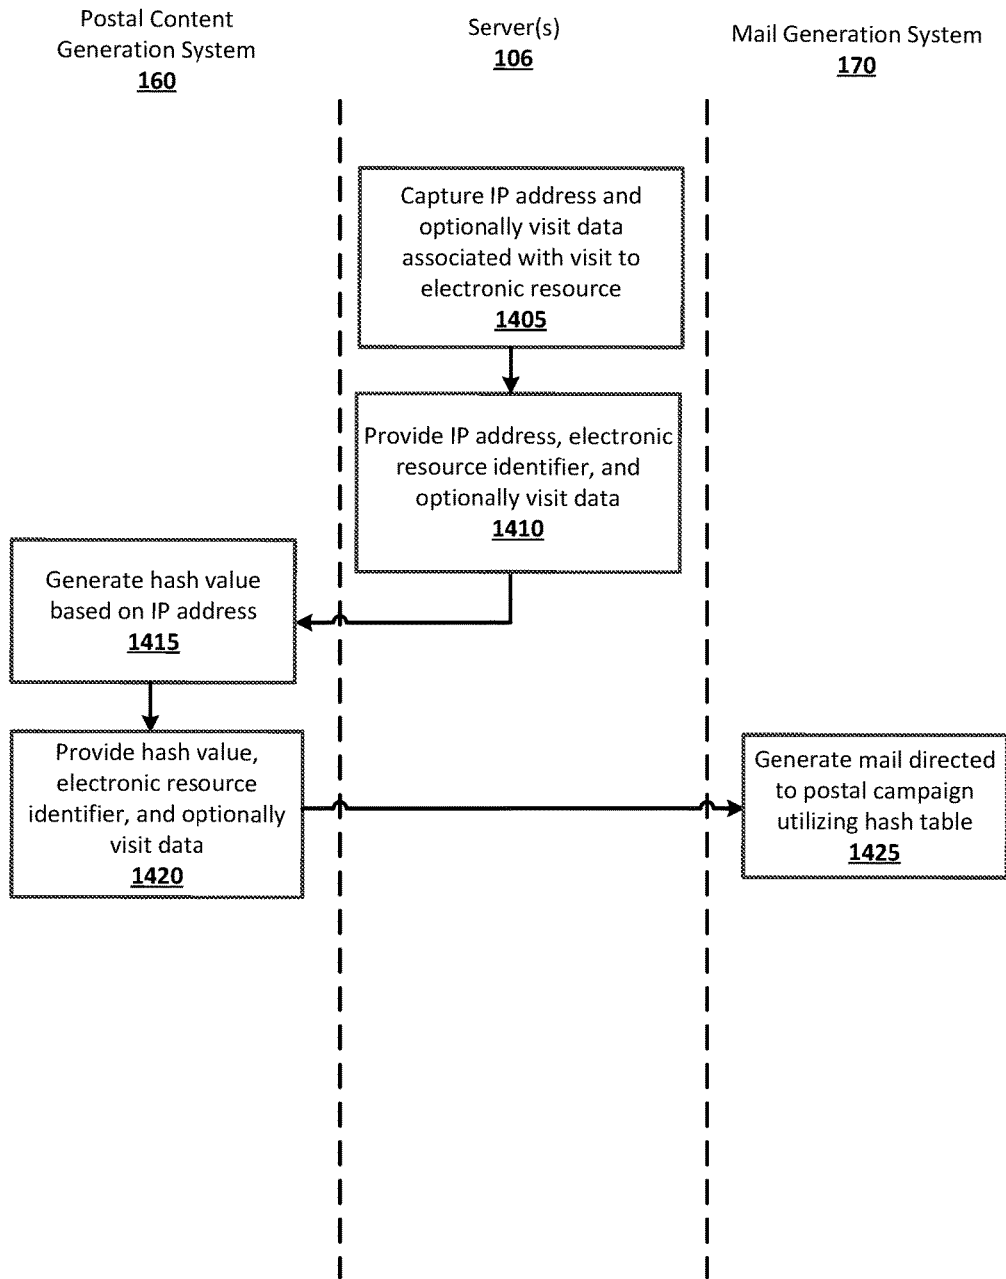 Postal Content
Generation System
160
Server(s)
106
Mail Generation System
170
Capture IP address and
optionally visit data
associated with visit to
electronic resource
1405
Provide IP address, electronic
resource identifier, and
optionally visit data
1410
Generate hash value
based on IP address
1415
Provide hash value,
electronic resource
identifier, and optionally
visit data
1420
Generate mail directed
to postal campaign
utilizing hash table
1425